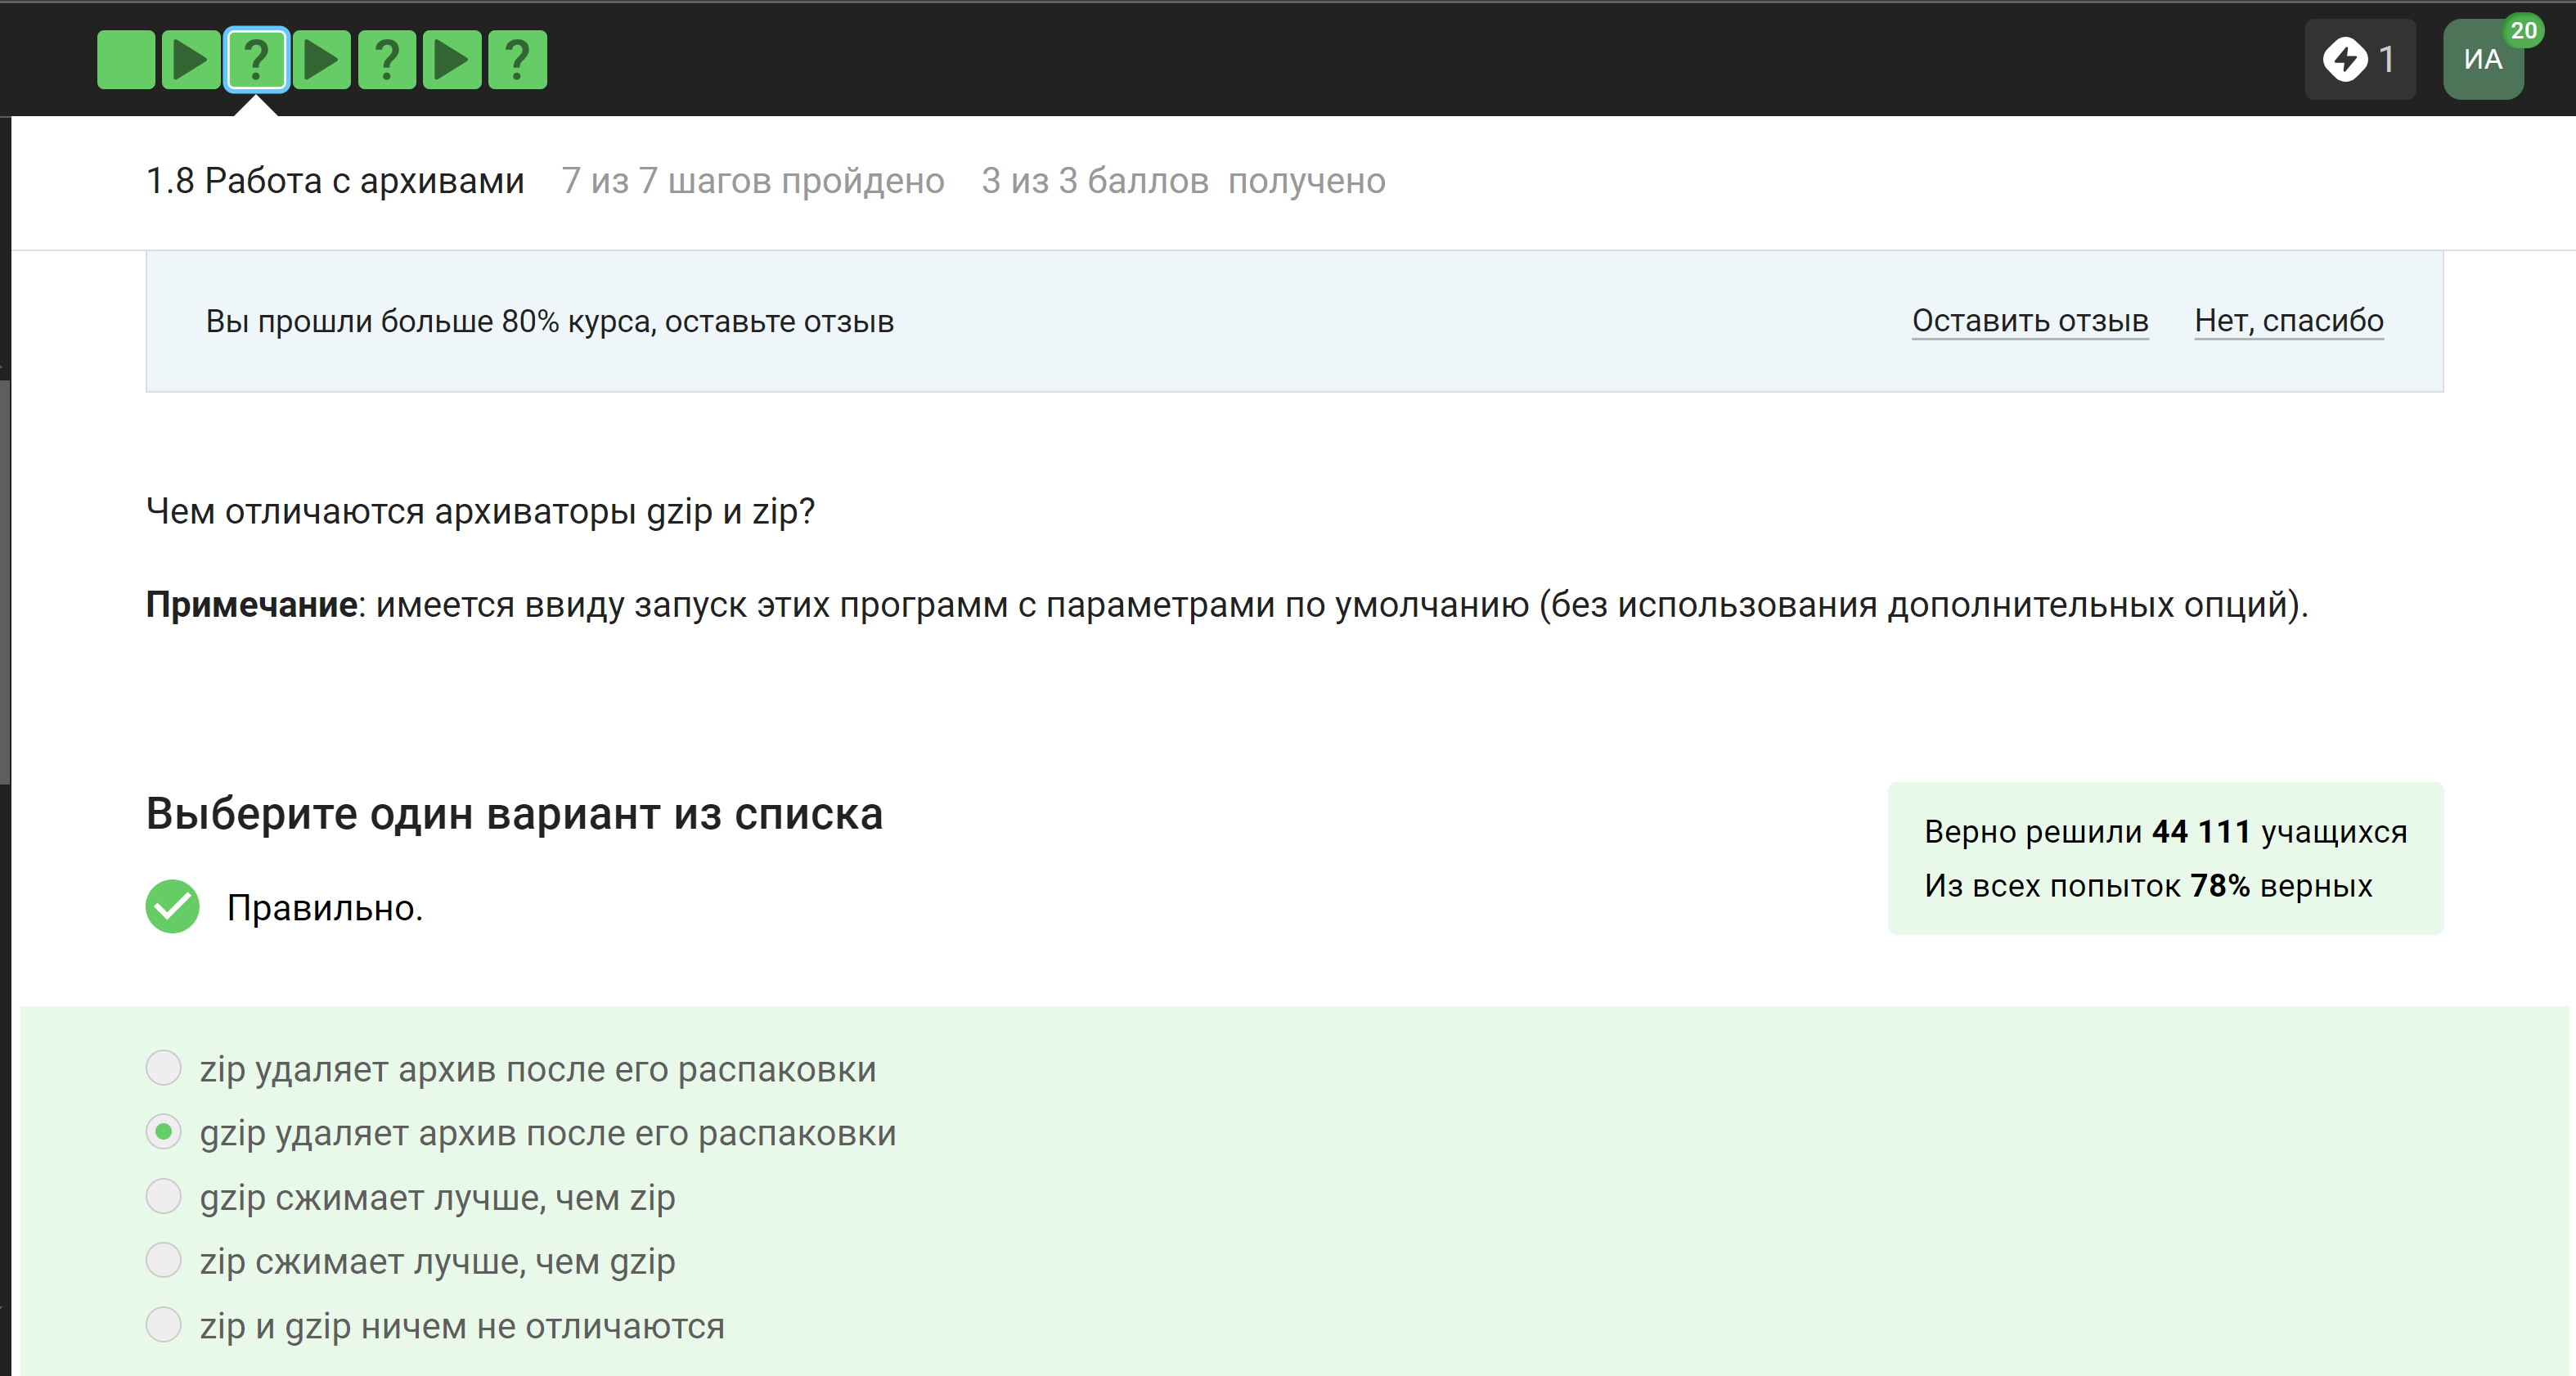 ? ? ?
1
ИА
20
1.8 Работа с архивами 7 из 7 шагов пройдено 3 из 3 баллов получено
Вы прошли больше 80% курса, оставьте отзыв
Оставить отзыв Нет, спасибо
Чем отличаются архиваторы gzip и zip?
Примечание: имеется ввиду запуск этих программ с параметрами по умолчанию (без использования дополнительных опций).
Выберите один вариант из списка
Правильно.
Верно решили 44 111 учащихся
Из всех попыток 78% верных
zip удаляет архив после его распаковки
gzip удаляет архив после его распаковки
gzip сжимает лучше, чем zip
zip сжимает лучше, чем gzip
zip и gzip ничем не отличаются